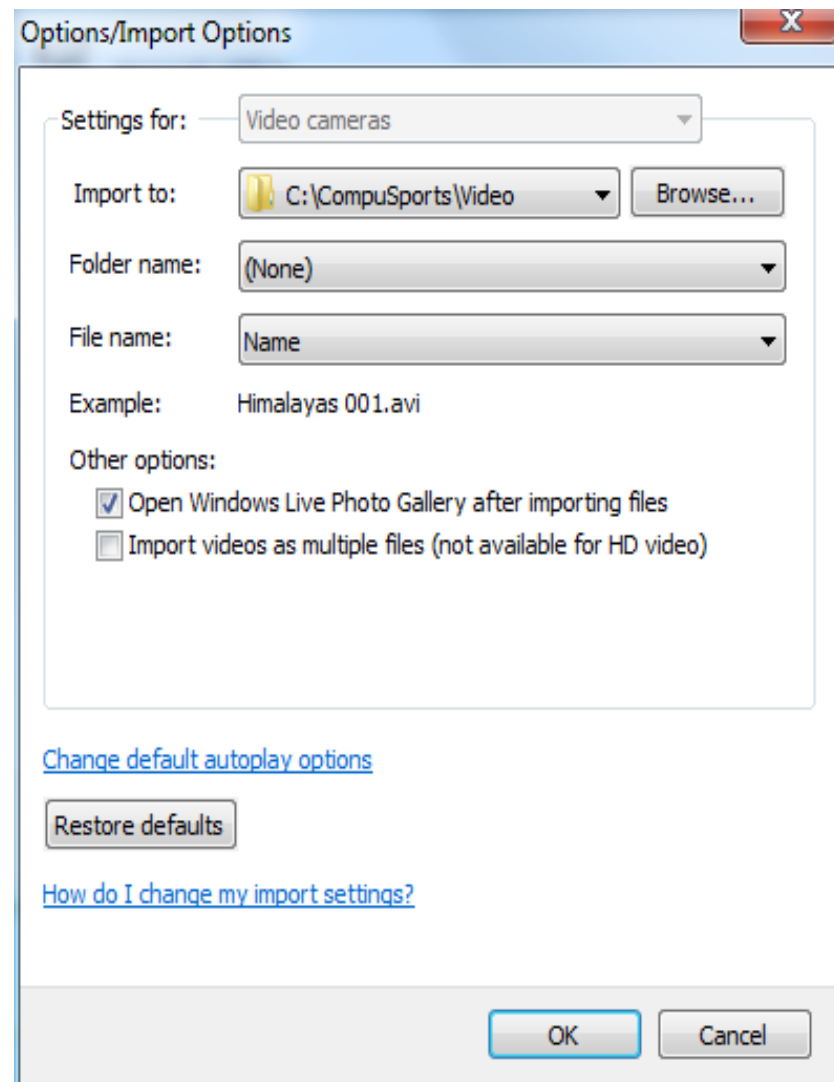 Options/Import Options
Settings for: Video cameras
Import to: C:\CompuSports\Video Browse...
Folder name: (None)
File name: Name
Example: Himalayas 001.avi
Other options:
Open Windows Live Photo Gallery after importing files
Import videos as multiple files (not available for HD video)
Change default autoplay options
Restore defaults
How do I change my import settings?
OK Cancel